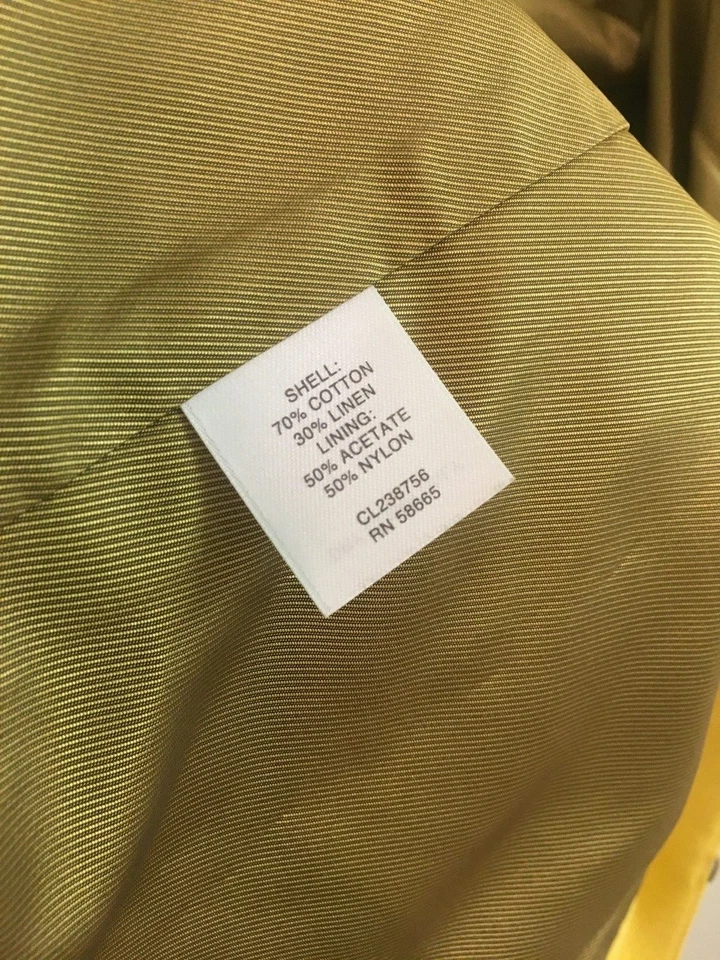 SHELL:
70% COTTON
30% LINEN
LINING:
50% ACETATE
50% NYLON
CL238756
RN 58665